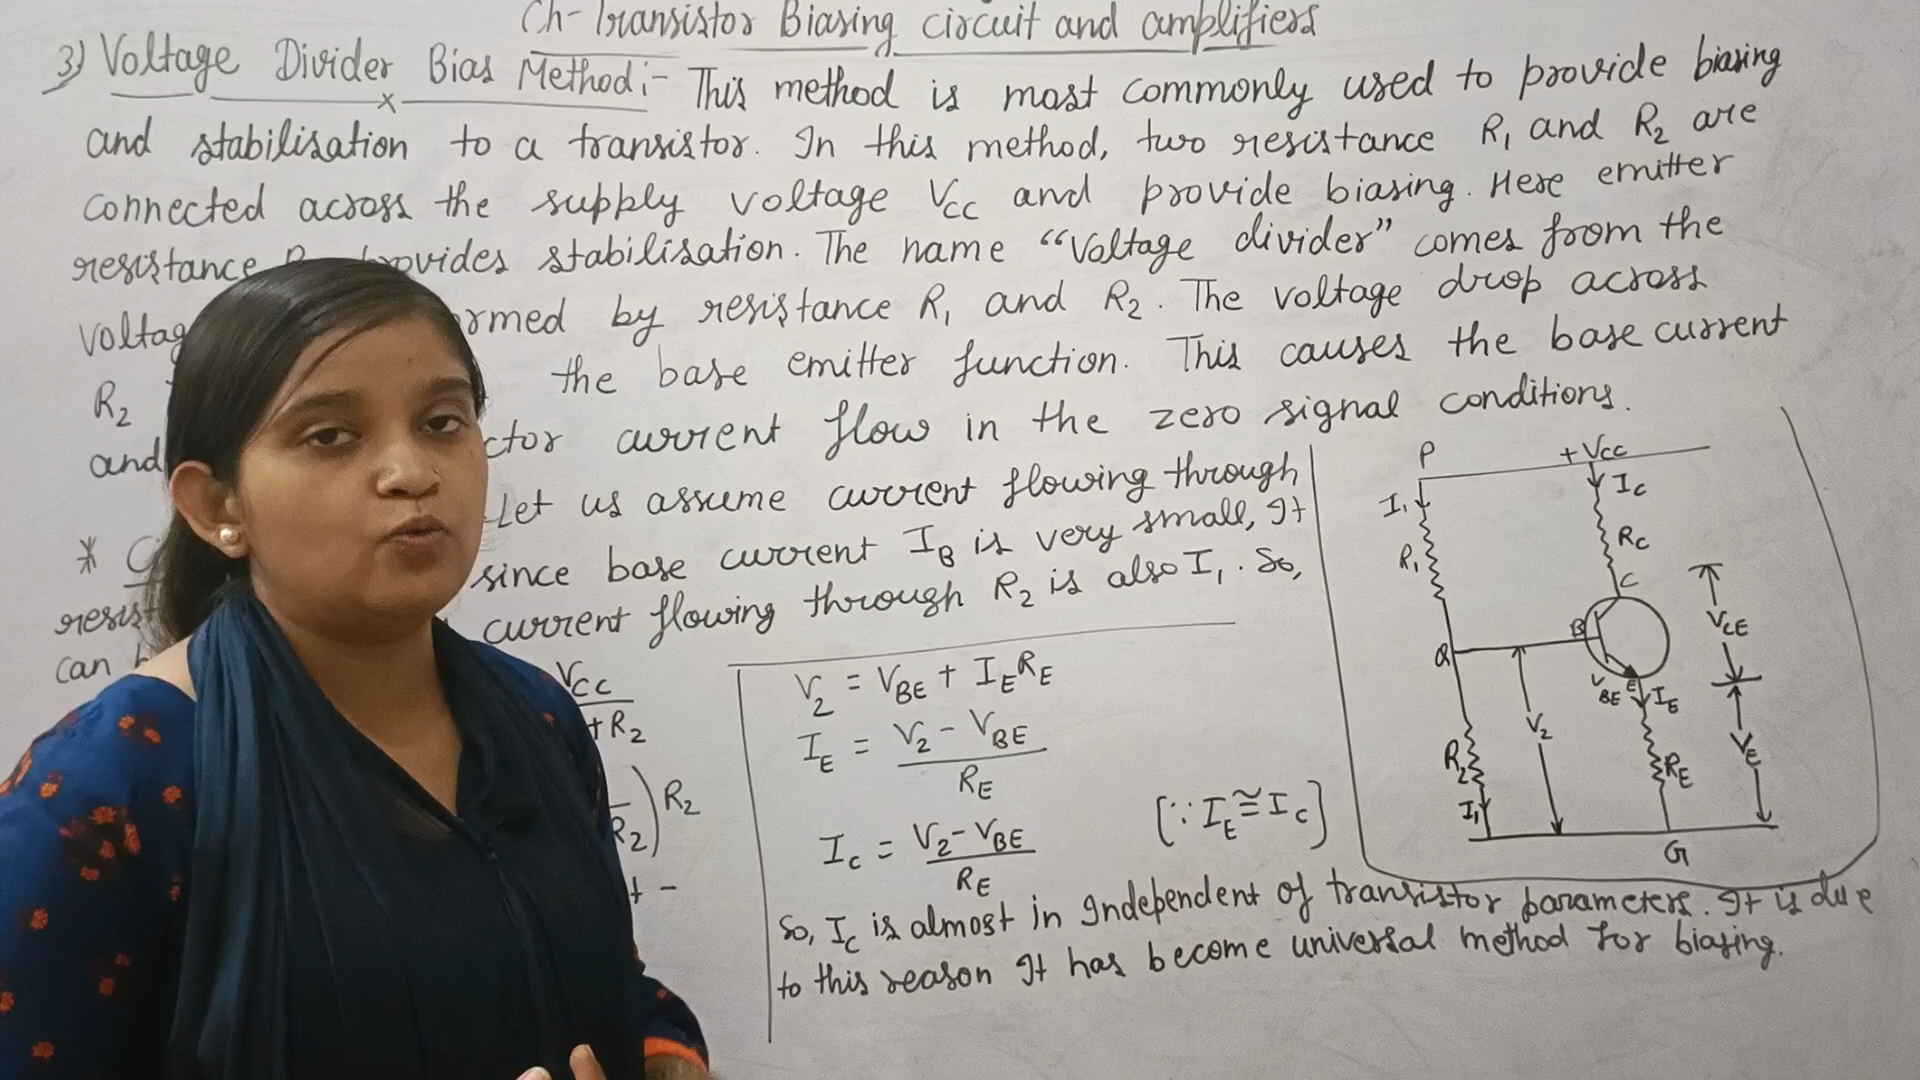 Ch- Transistor Biasing circuit and amplifiers
3) Voltage Divider Bias Method:- This method is most commonly used to provide biasing
and stabilisation to a transistor. In this method, two resistance R₁ and R₂ are
connected across the supply voltage VCC and provide biasing. Here emitter
resistance provides stabilisation. The name "Voltage divider" comes from the
voltag ormed by resistance R₁ and R₂. The voltage drop across
R₂ the base emitter function. This causes the base current
and ctor current flow in the zero signal conditions.
* C Let us assume current flowing through
resist since base current IB is very small, It
can b current flowing through R₂ is also I₁. So,
VCC
+R₂
R₂) R₂
t -
V₂ = VBE + IERE
IE = V₂ - VBE
RE
IC = V₂ - VBE
RE
[∵ IE ≅ IC]
So, IC is almost in Independent of transistor parameters. It is due
to this reason It has become universal method for biasing.
P +VCC
I₁ IC
R₁ RC
C
B VCE
Q
VBE E IE
V₂
R₂ RE VE
I₁
G